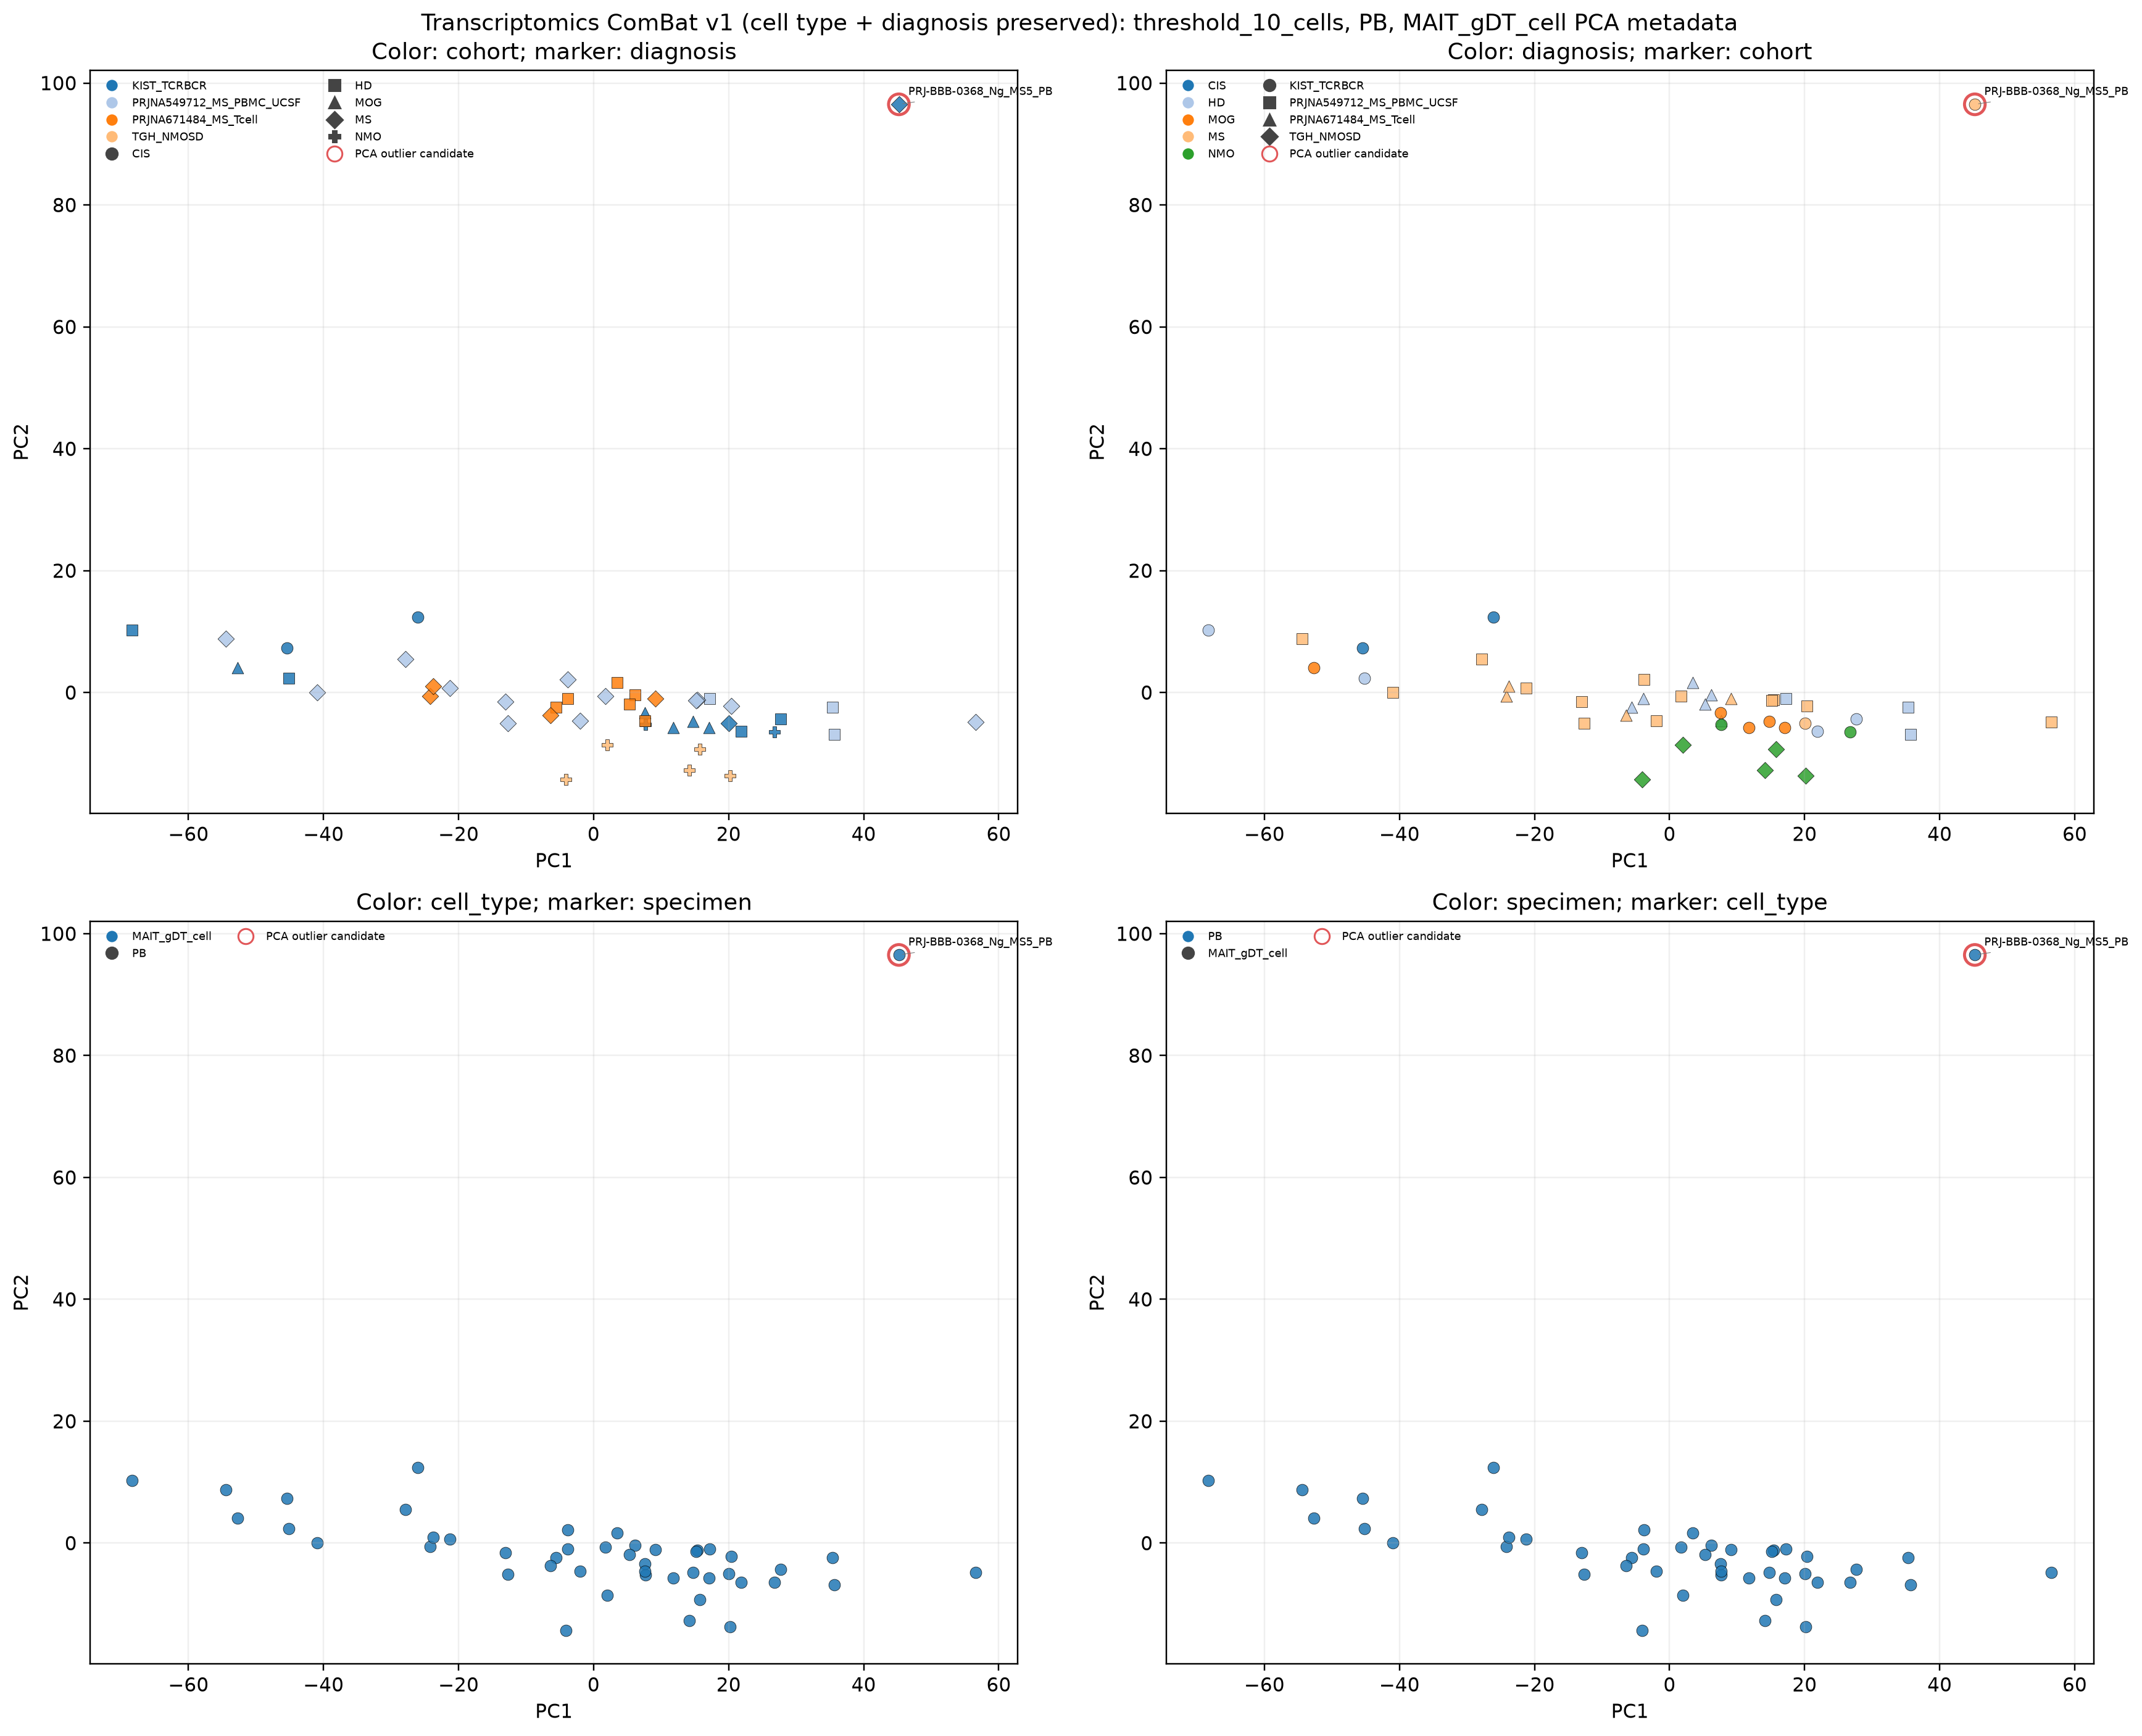 Transcriptomics ComBat v1 (cell type + diagnosis preserved): threshold_10_cells, PB, MAIT_gDT_cell PCA metadata
Color: cohort; marker: diagnosis
KIST_TCRBCR
PRJNA549712_MS_PBMC_UCSF
PRJNA671484_MS_Tcell
TGH_NMOSD
CIS
HD
MOG
MS
NMO
PCA outlier candidate
PRJ-BBB-0368_Ng_MS5_PB
100
80
60
40
20
0
PC2
−60
−40
−20
0
20
40
60
PC1
Color: diagnosis; marker: cohort
CIS
HD
MOG
MS
NMO
KIST_TCRBCR
PRJNA549712_MS_PBMC_UCSF
PRJNA671484_MS_Tcell
TGH_NMOSD
PCA outlier candidate
PRJ-BBB-0368_Ng_MS5_PB
100
80
60
40
20
0
PC2
−60
−40
−20
0
20
40
60
PC1
Color: cell_type; marker: specimen
MAIT_gDT_cell
PB
PCA outlier candidate
PRJ-BBB-0368_Ng_MS5_PB
100
80
60
40
20
0
PC2
−60
−40
−20
0
20
40
60
PC1
Color: specimen; marker: cell_type
PB
MAIT_gDT_cell
PCA outlier candidate
PRJ-BBB-0368_Ng_MS5_PB
100
80
60
40
20
0
PC2
−60
−40
−20
0
20
40
60
PC1